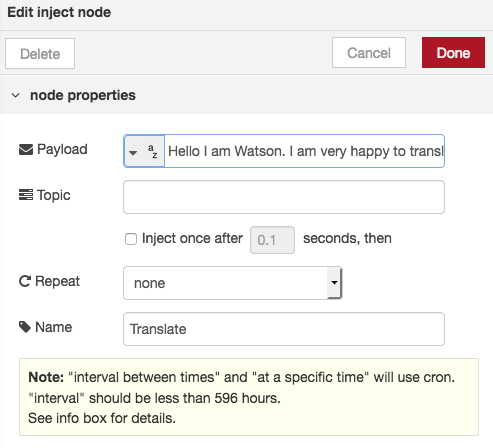 Edit inject node
Delete Cancel Done
node properties
Payload a z Hello I am Watson. I am very happy to transl
Topic
Inject once after 0.1 seconds, then
Repeat none
Name Translate
Note: "interval between times" and "at a specific time" will use cron.
"interval" should be less than 596 hours.
See info box for details.